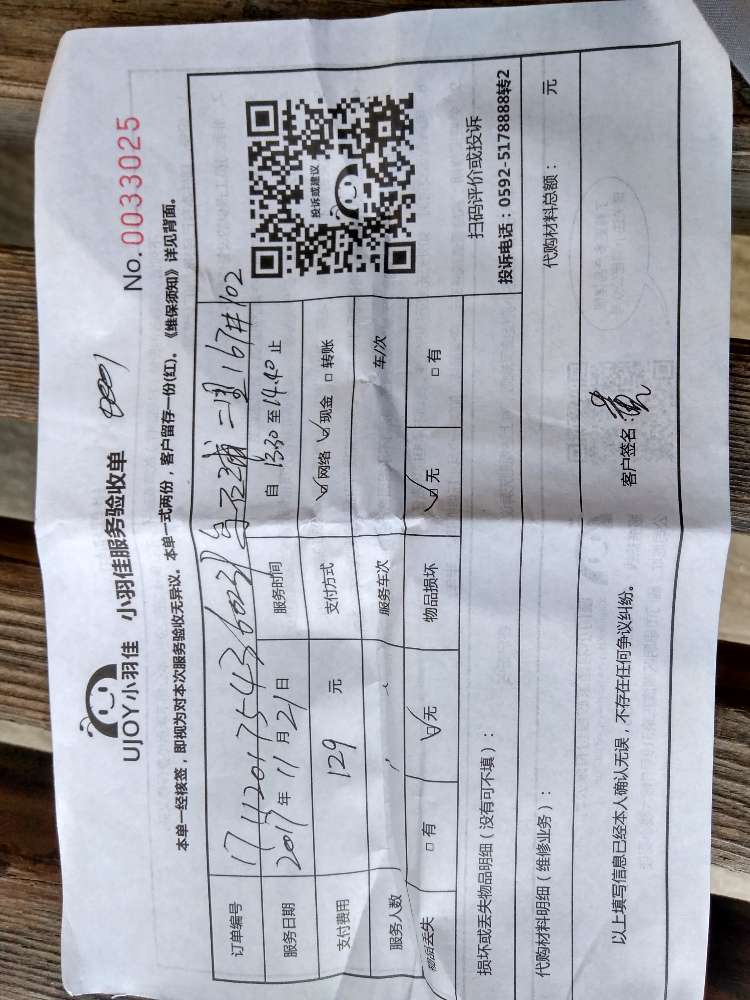 UJOY小羽佳 小羽佳服务验收单
No. 0033025
本单一经核签，即视为对本次服务验收无异议。本单一式两份，客户留存一份(红)。《维保须知》详见背面。
订单编号 167#102
服务日期 2017年 11月21日 服务时间 自 1330 至 14.40 止
支付费用 129 元 支付方式 ☑网络 ☑现金 □转账
服务人数 服务车次 车/次
物品丢失 □有 ☑无 物品损坏 ☑无 □有
投诉或建议
扫码评价或投诉
投诉电话：0592-5178888转2
损坏或丢失物品明细（没有可不填）：
代购材料明细（维修业务）： 代购材料总额： 元
以上填写信息已经本人确认无误，不存在任何争议纠纷。 客户签名：